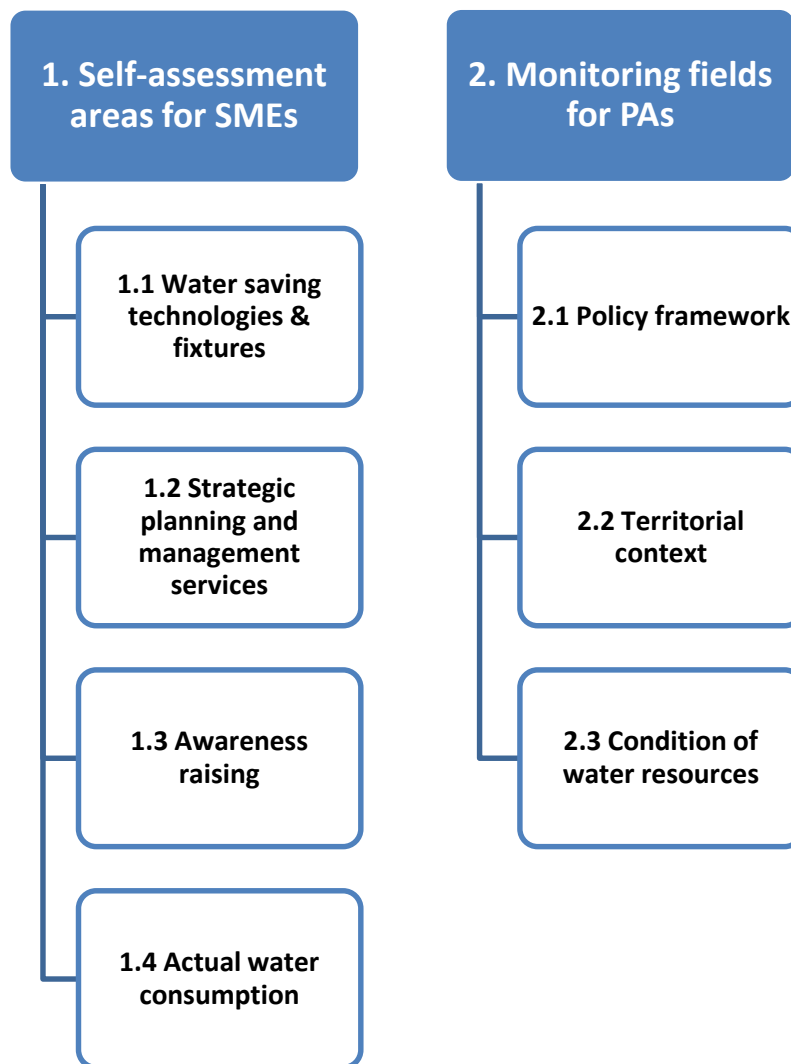 1. Self-assessment
areas for SMEs
1.1 Water saving
technologies &
fixtures
1.2 Strategic
planning and
management
services
1.3 Awareness
raising
1.4 Actual water
consumption
2. Monitoring fields
for PAs
2.1 Policy framework
2.2 Territorial
context
2.3 Condition of
water resources